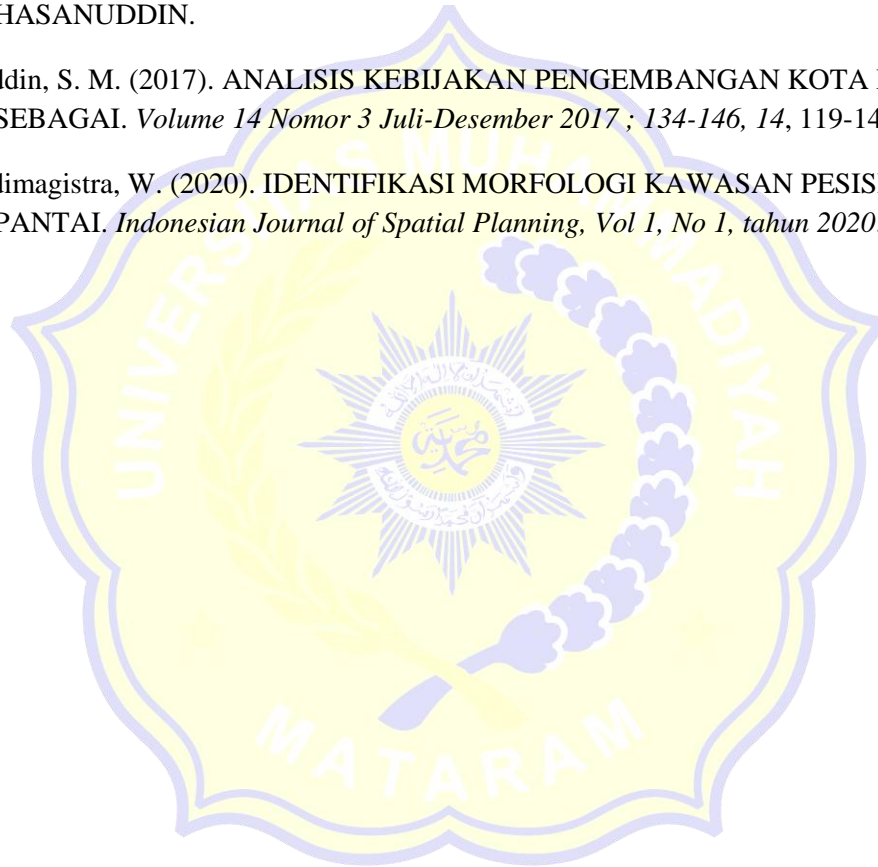 HASANUDDIN.
ddin, S. M. (2017). ANALISIS KEBIJAKAN PENGEMBANGAN KOTA
SEBAGAI. Volume 14 Nomor 3 Juli-Desember 2017 ; 134-146, 14, 119-14
dimagistra, W. (2020). IDENTIFIKASI MORFOLOGI KAWASAN PESIS
PANTAI. Indonesian Journal of Spatial Planning, Vol 1, No 1, tahun 2020.
UNIVERSITAS MUHAMMADIYAH
MATARAM